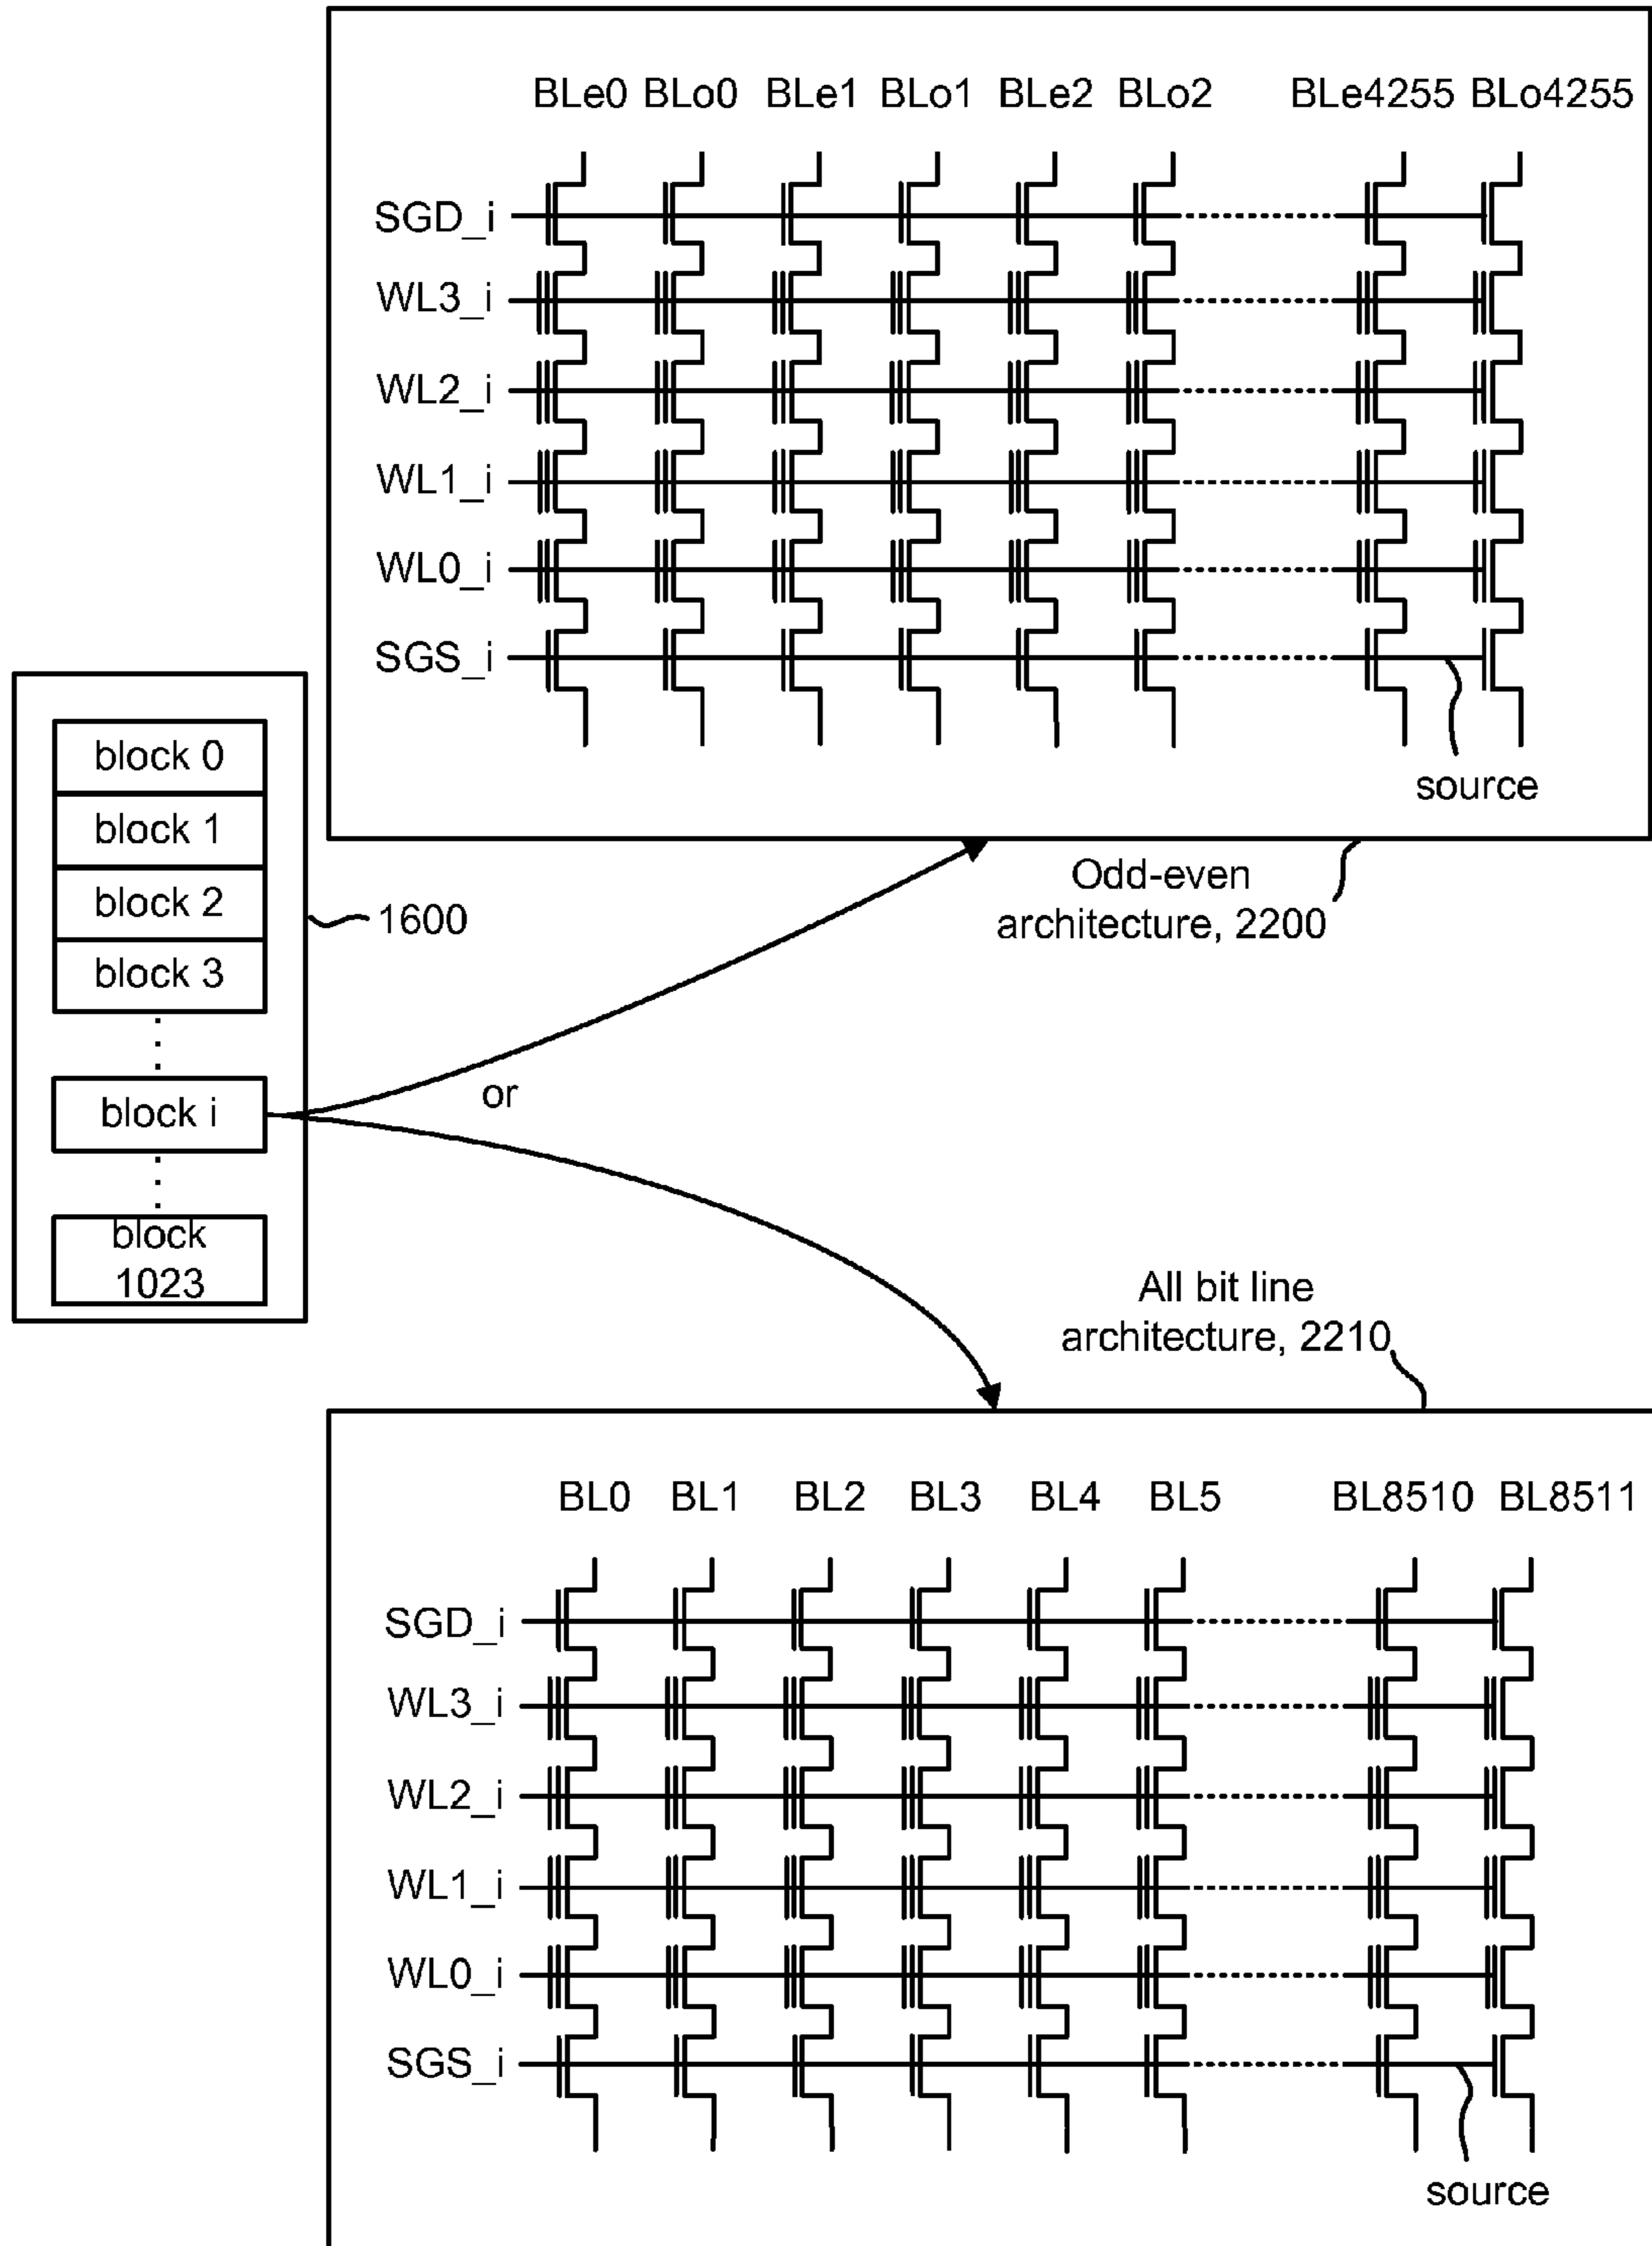 BLe0 BLo0 BLe1 BLo1 BLe2 BLo2 BLe4255 BLo4255
SGD_i
WL3_i
WL2_i
WL1_i
WL0_i
SGS_i
source
Odd-even
architecture, 2200
block 0
block 1
block 2
block 3
block i
block
1023
1600
or
All bit line
architecture, 2210
BL0 BL1 BL2 BL3 BL4 BL5 BL8510 BL8511
SGD_i
WL3_i
WL2_i
WL1_i
WL0_i
SGS_i
source